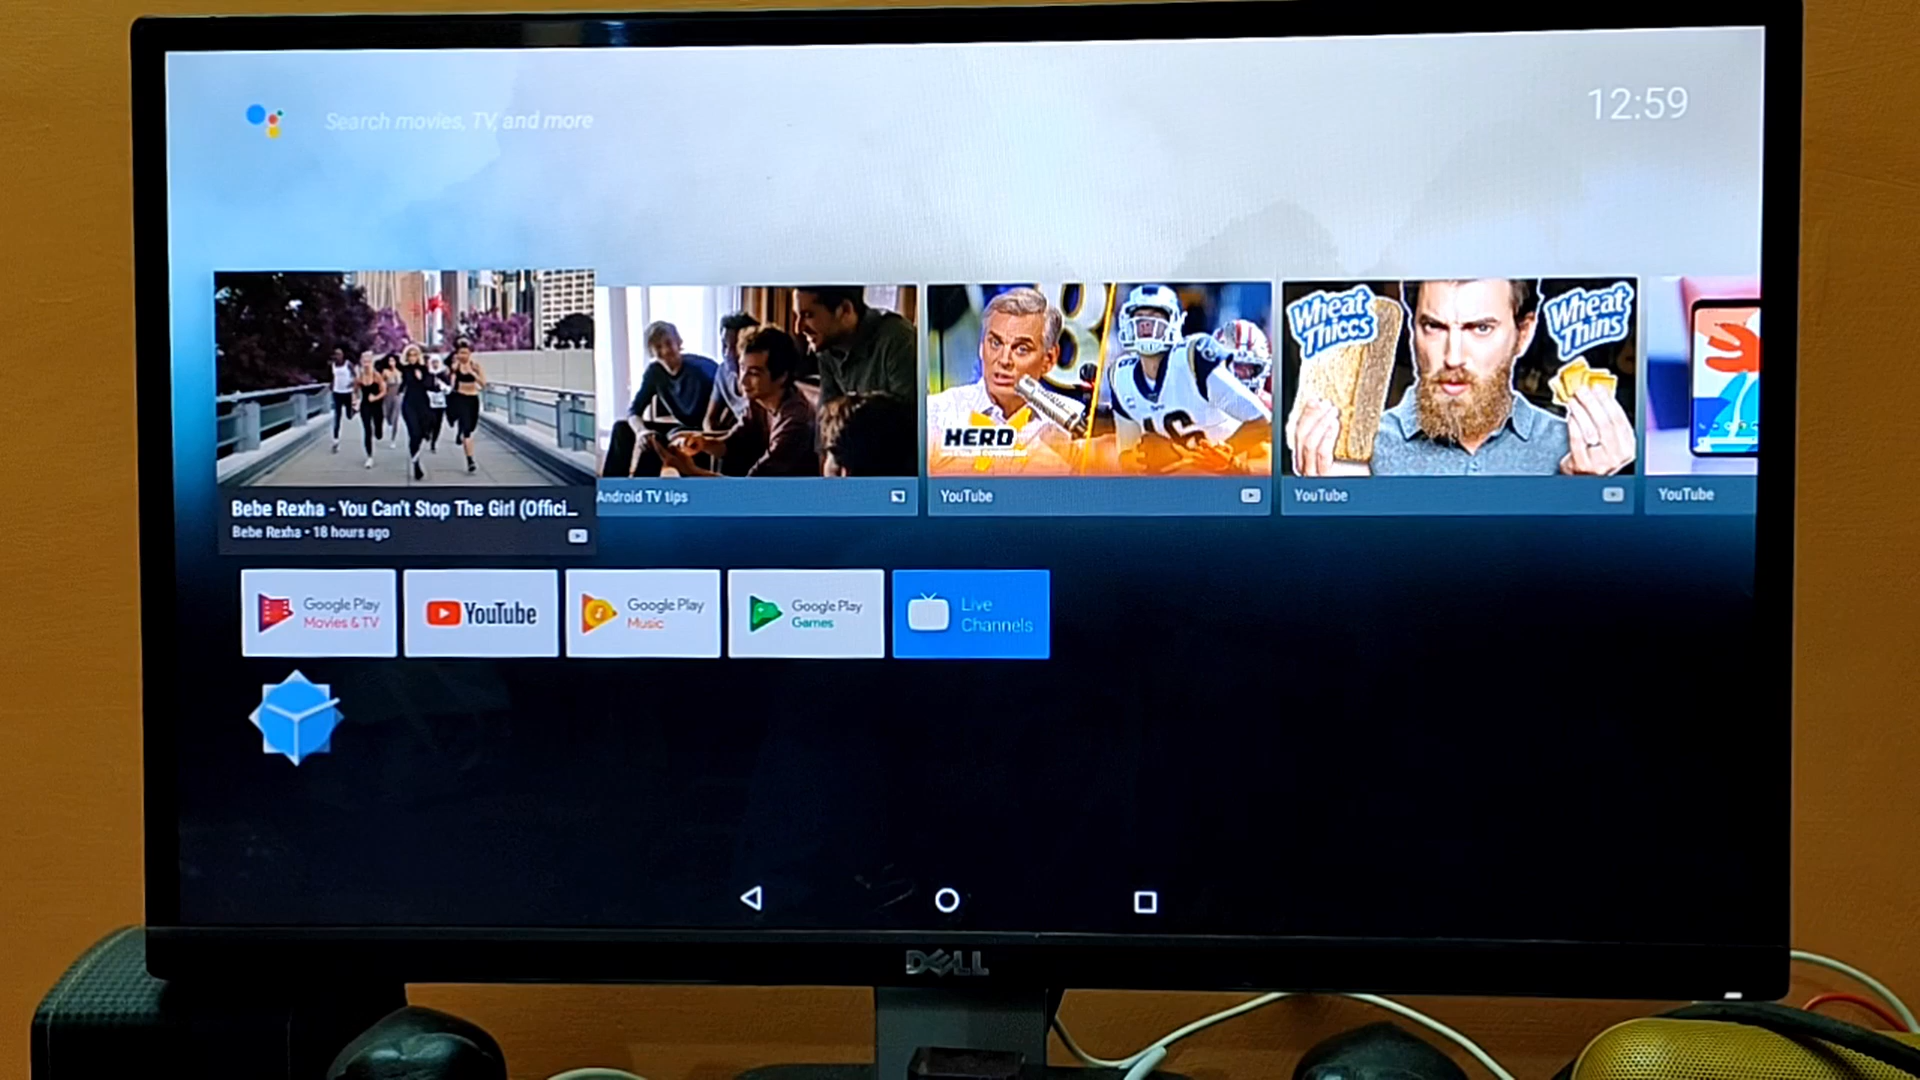 Search movies, TV, and more
12:59
Wheat
Thiccs
Wheat
Thins
HERD
Bebe Rexha - You Can't Stop The Girl (Offici...
Bebe Rexha • 18 hours ago
Android TV tips
YouTube
YouTube
YouTube
Google Play
Movies & TV
YouTube
Google Play
Music
Google Play
Games
Live
Channels
DELL